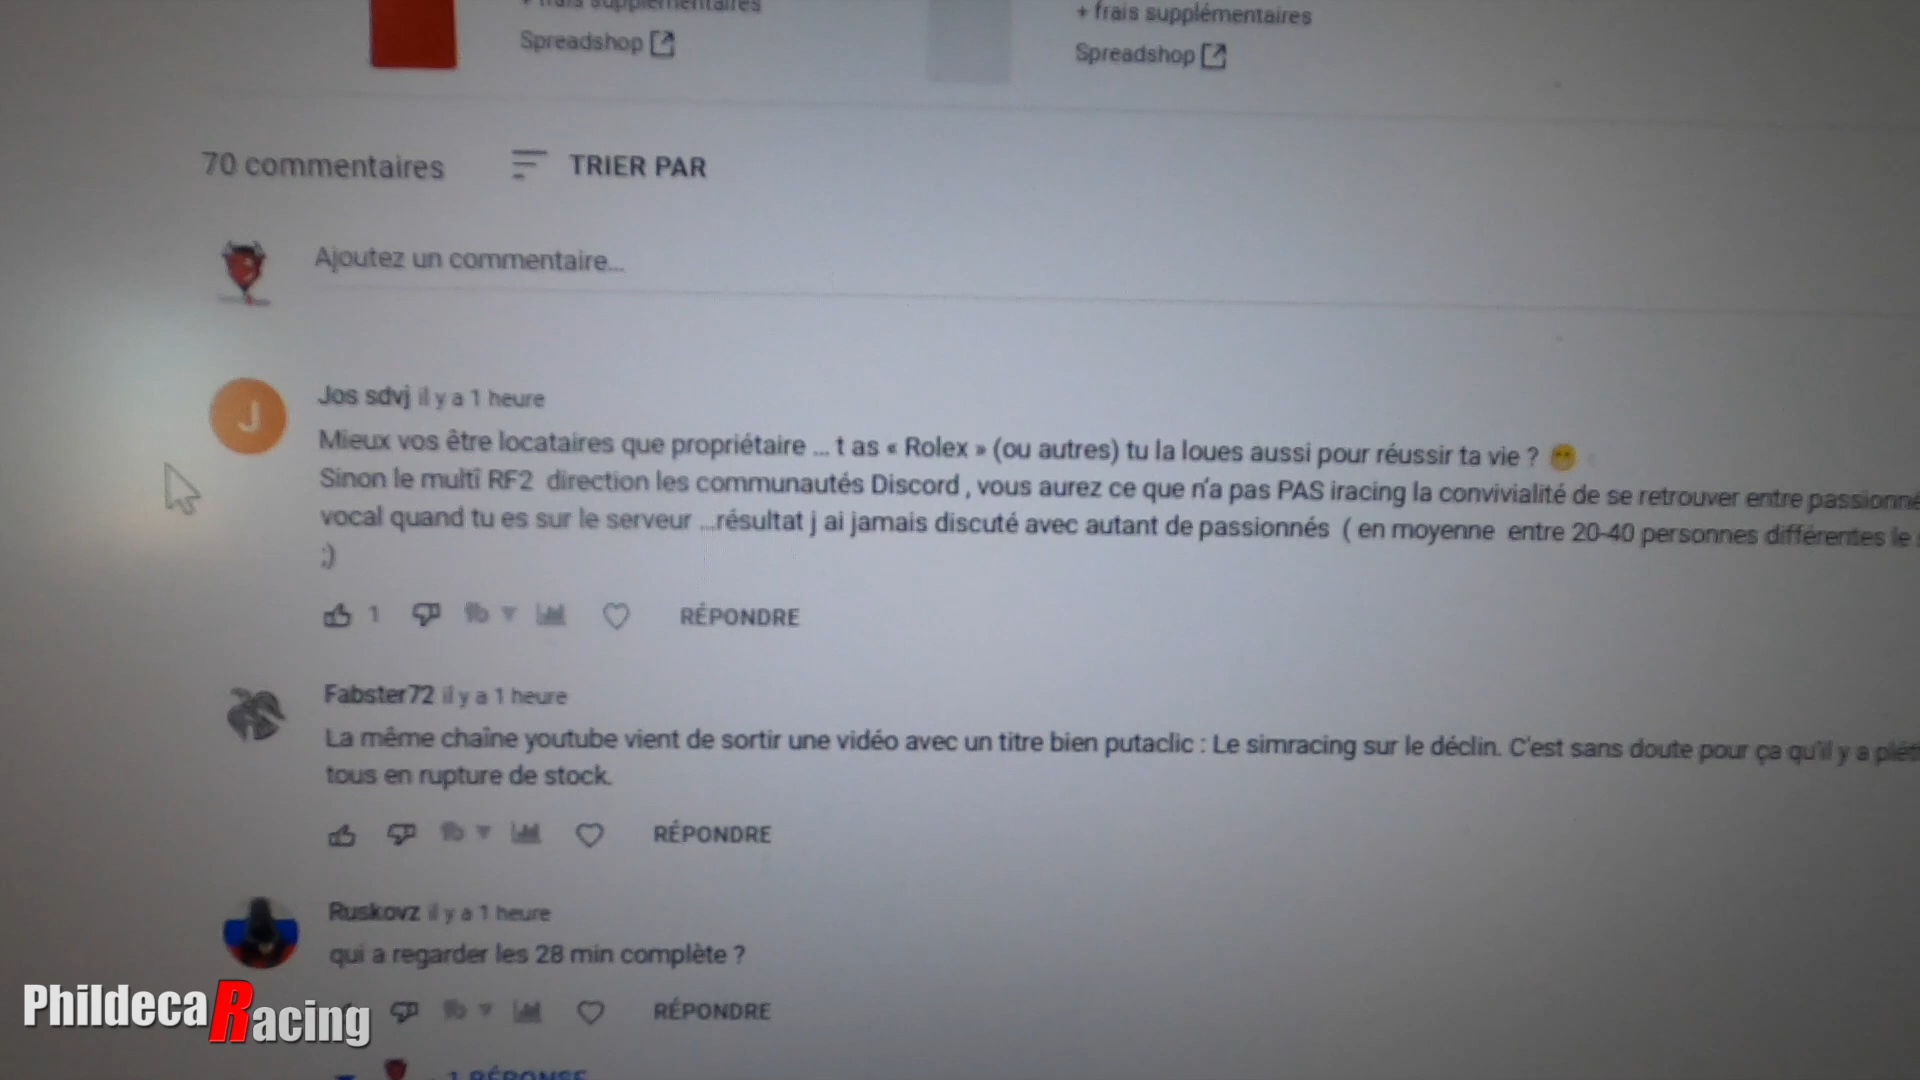 + frais supplémentaires
+ frais supplémentaires
Spreadshop
Spreadshop
70 commentaires
TRIER PAR
Ajoutez un commentaire...
J
Jos sdvj il y a 1 heure
Mieux vos être locataires que propriétaire ... t as « Rolex » (ou autres) tu la loues aussi pour réussir ta vie ? 😬
Sinon le multi RF2 direction les communautés Discord , vous aurez ce que n'a pas PAS iracing la convivialité de se retrouver entre
vocal quand tu es sur le serveur ...résultat j ai jamais discuté avec autant de passionnés ( en moyenne entre 20-40 personnes différentes le
;)
1
RÉPONDRE
Fabster72 il y a 1 heure
La même chaîne youtube vient de sortir une vidéo avec un titre bien putaclic : Le simracing sur le déclin. C'est sans doute pour ça qu'il y a
tous en rupture de stock.
RÉPONDRE
Ruskovz il y a 1 heure
qui a regarder les 28 min complète ?
RÉPONDRE
1 RÉPONSE
Phildeca Racing